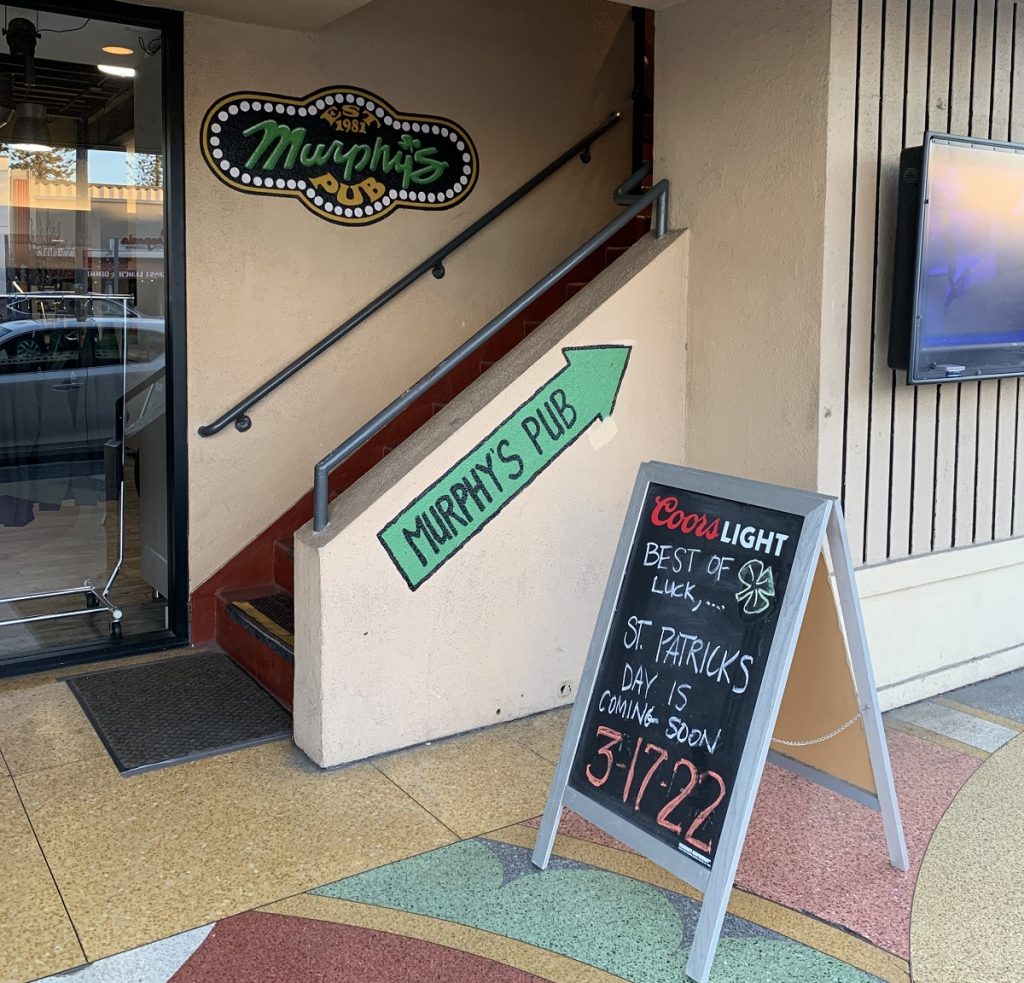 EST
1981
Murphy's
PUB
MURPHY'S PUB
Coors LIGHT
BEST OF
LUCK,....
ST. PATRICKS
DAY IS
COMING SOON
3-17-22